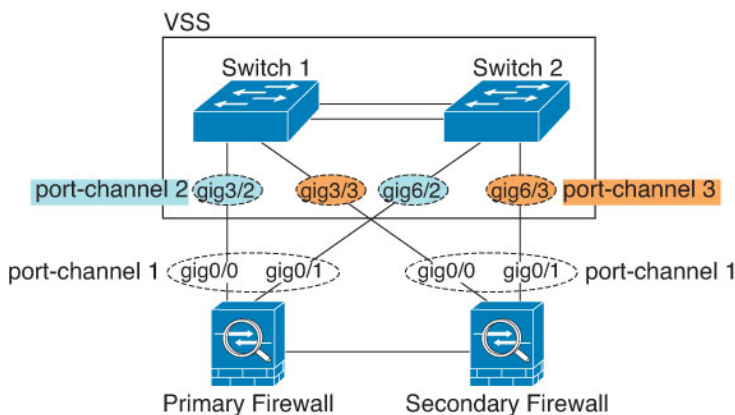 VSS
Switch 1
Switch 2
port-channel 2
gig3/2
gig3/3
gig6/2
gig6/3
port-channel 3
port-channel 1
gig0/0
gig0/1
gig0/0
gig0/1
port-channel 1
Primary Firewall
Secondary Firewall